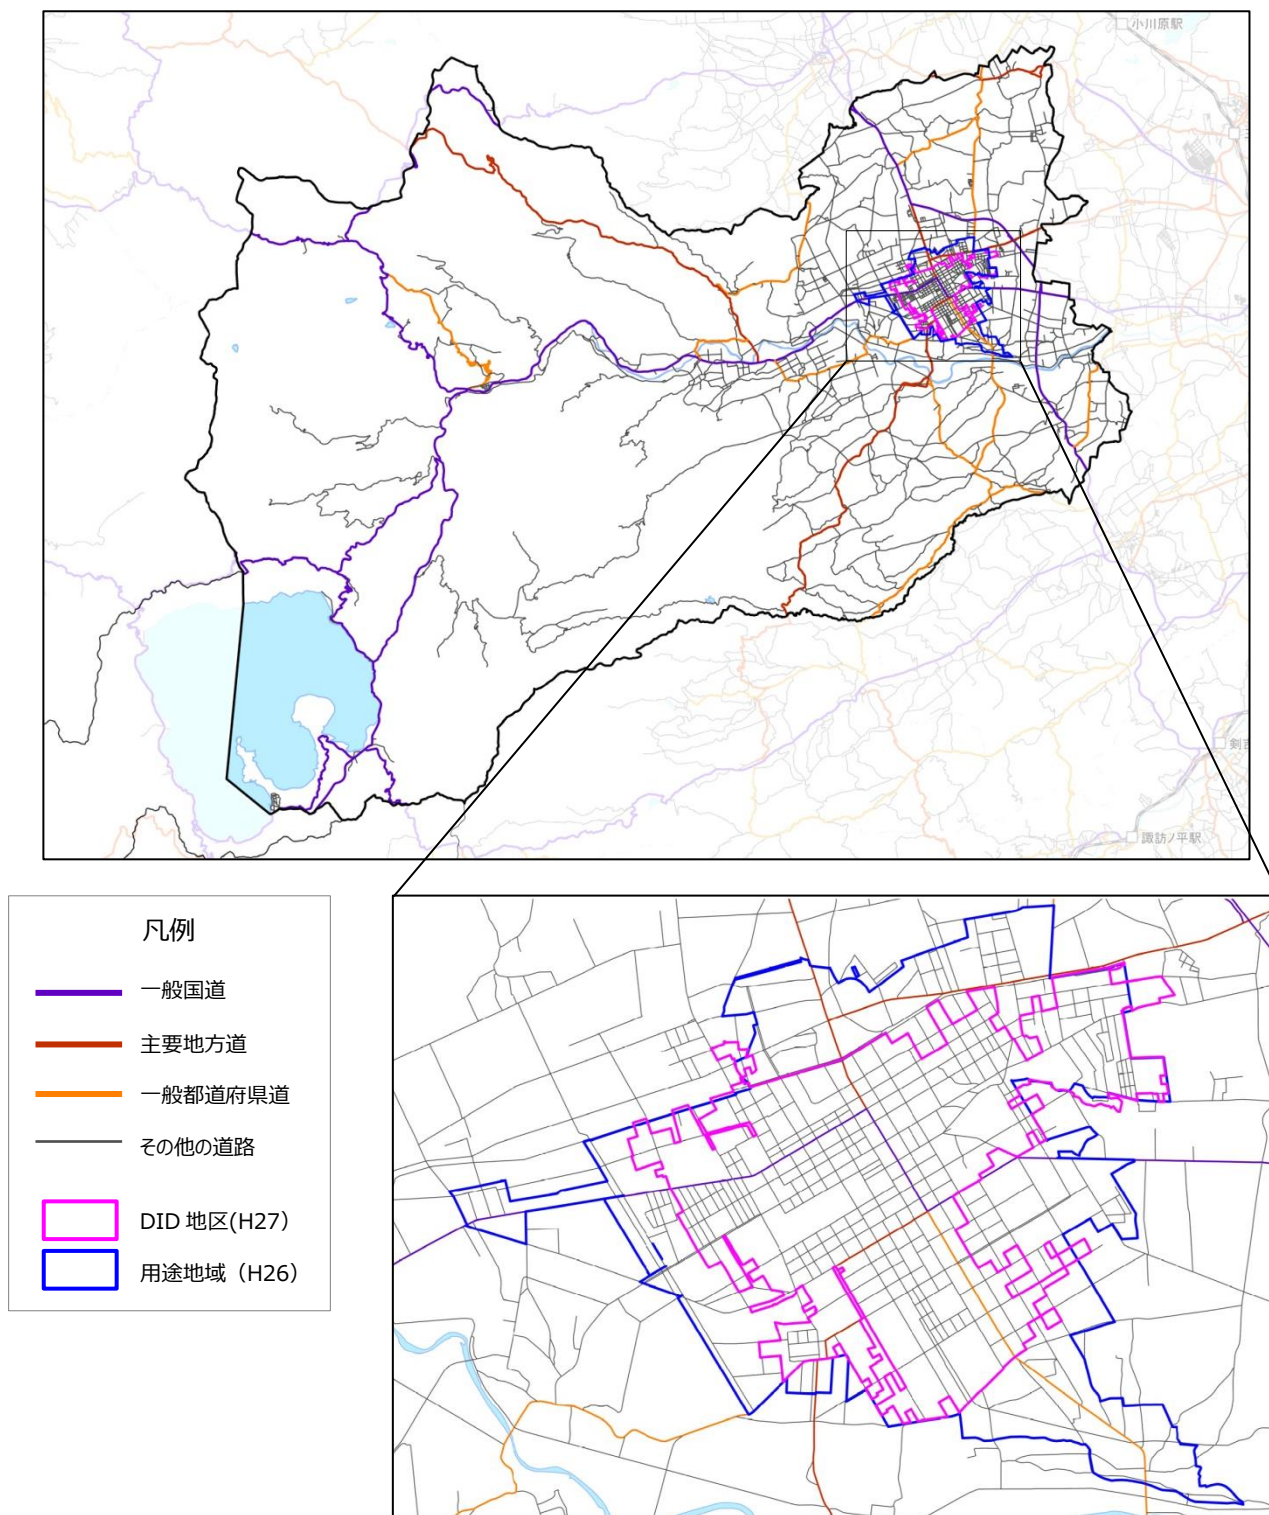 小川原駅
剣吉
諏訪ノ平駅
凡例
一般国道
主要地方道
一般都道府県道
その他の道路
DID 地区(H27)
用途地域（H26）